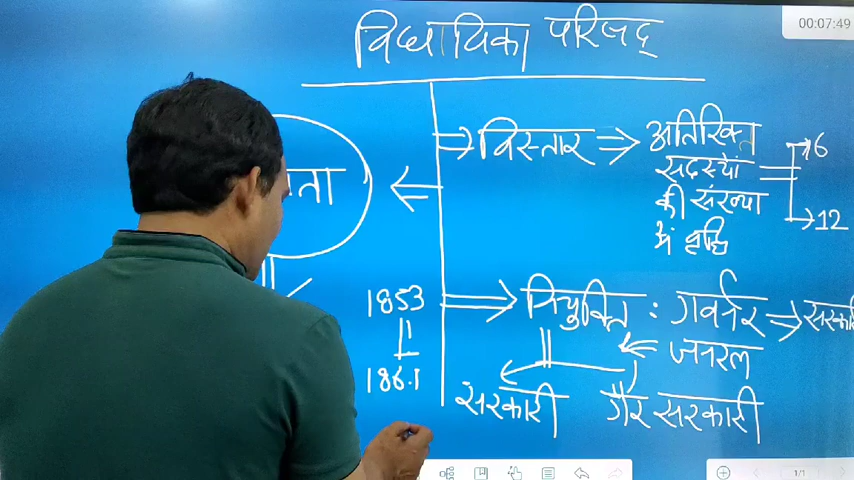 00:07:49
विधायिका परिषद्
विस्तार
अतिरिक्त
सदस्यों
की संख्या
में वृद्धि
6
12
1853
1861
नियुक्ति : गवर्नर
जनरल
सरकारी गैर सरकारी
1/1